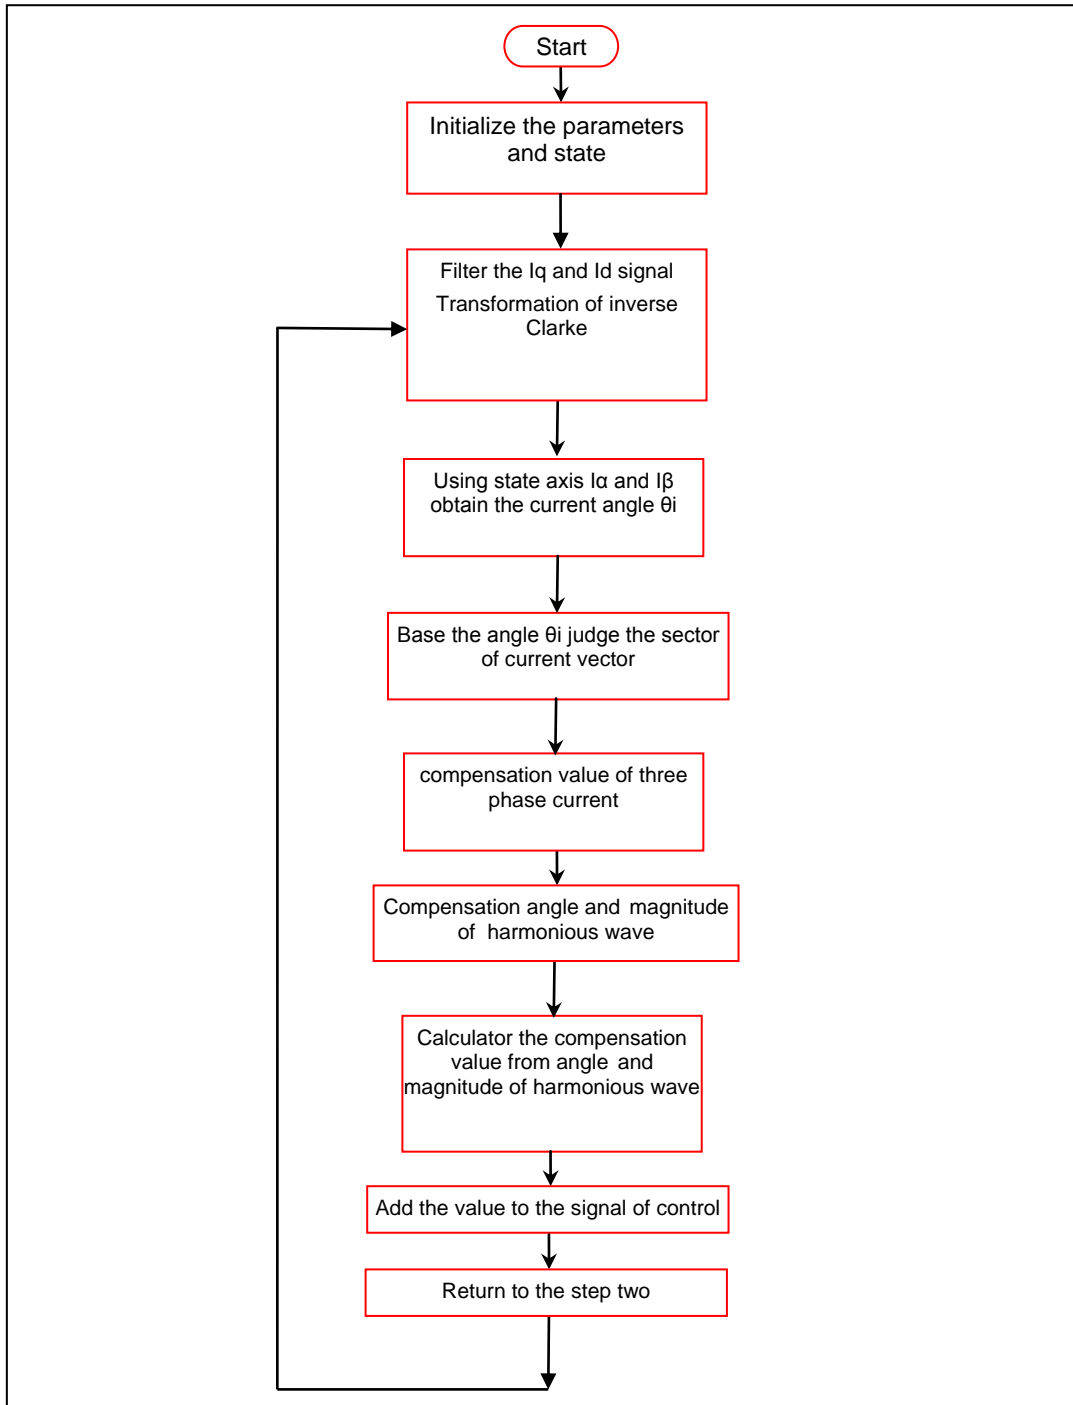 Start
Initialize the parameters
and state
Filter the Iq and Id signal
Transformation of inverse
Clarke
Using state axis Iα and Iβ
obtain the current angle θi
Base the angle θi judge the sector
of current vector
compensation value of three
phase current
Compensation angle and magnitude
of harmonious wave
Calculator the compensation
value from angle and
magnitude of harmonious wave
Add the value to the signal of control
Return to the step two